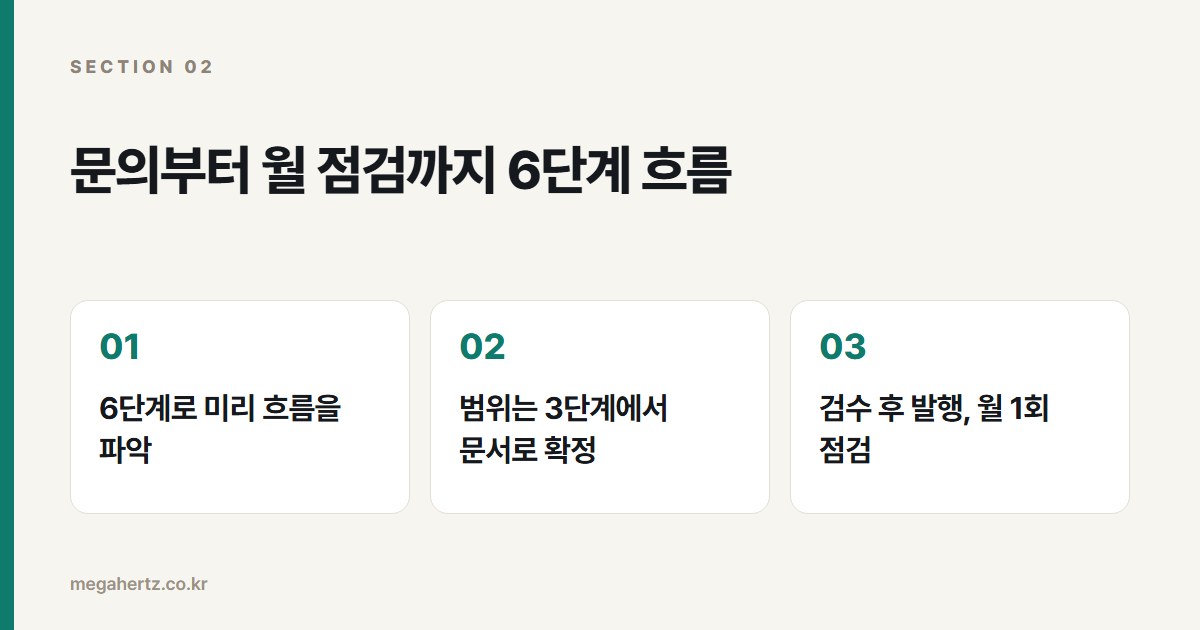 SECTION 02
문의부터 월 점검까지 6단계 흐름
01
6단계로 미리 흐름을
파악
02
범위는 3단계에서
문서로 확정
03
검수 후 발행, 월 1회
점검
megahertz.co.kr